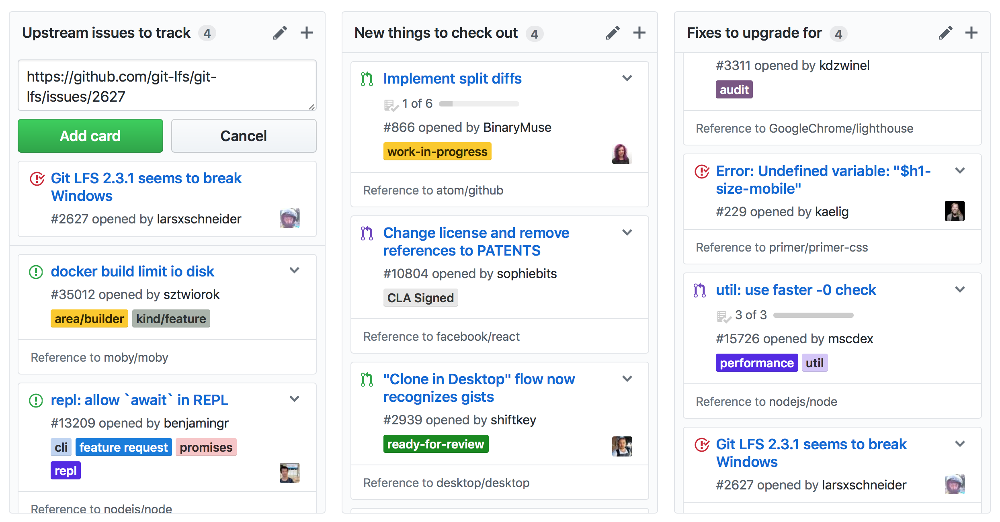 Upstream issues to track 4
https://github.com/git-lfs/git-
lfs/issues/2627
Add card
Cancel
Git LFS 2.3.1 seems to break
Windows
#2627 opened by larsxschneider
docker build limit io disk
#35012 opened by sztwiorok
area/builder kind/feature
Reference to moby/moby
repl: allow `await` in REPL
#13209 opened by benjamingr
cli feature request promises
repl
Reference to nodejs/node
New things to check out 4
Implement split diffs
1 of 6
#866 opened by BinaryMuse
work-in-progress
Reference to atom/github
Change license and remove
references to PATENTS
#10804 opened by sophiebits
CLA Signed
Reference to facebook/react
"Clone in Desktop" flow now
recognizes gists
#2939 opened by shiftkey
ready-for-review
Reference to desktop/desktop
Fixes to upgrade for 4
#3311 opened by kdzwinel
audit
Reference to GoogleChrome/lighthouse
Error: Undefined variable: "$h1-
size-mobile"
#229 opened by kaelig
Reference to primer/primer-css
util: use faster -0 check
3 of 3
#15726 opened by mscdex
performance util
Reference to nodejs/node
Git LFS 2.3.1 seems to break
Windows
#2627 opened by larsxschneider